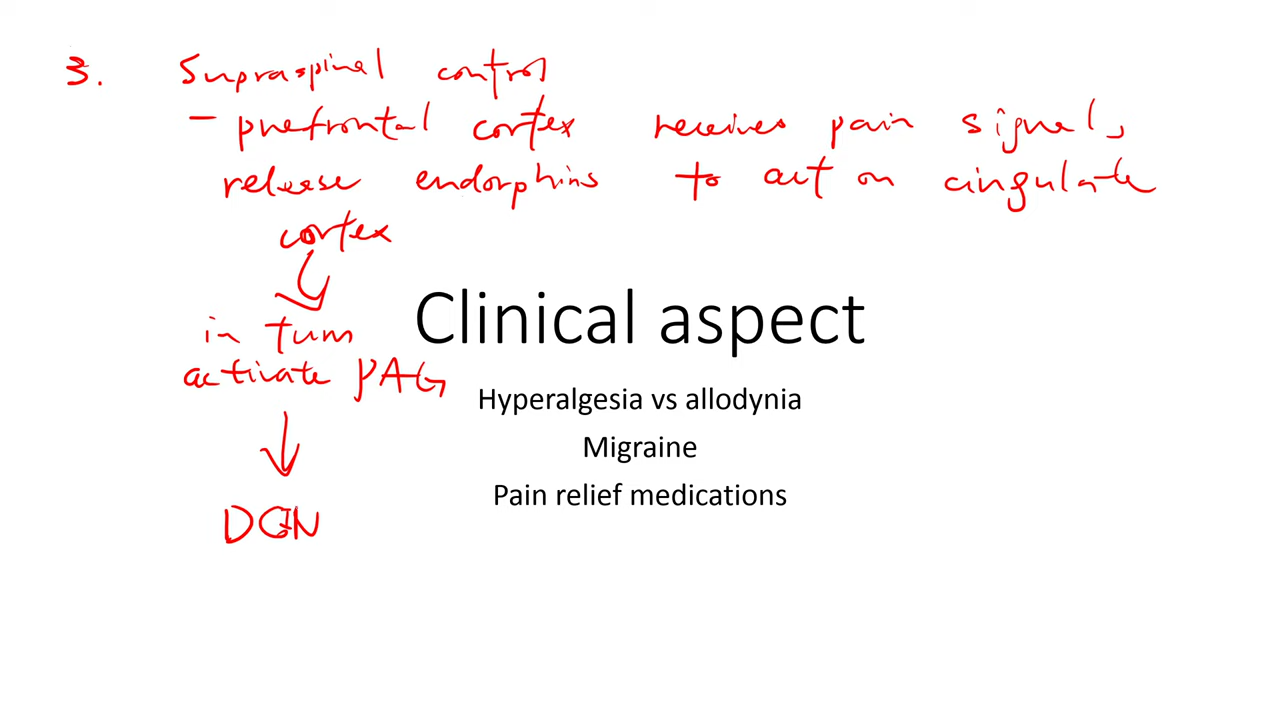 3. Supraspinal control
- prefrontal cortex receives pain signal,
release endorphins to act on cingulate
cortex
in turn
activate PAG
Clinical aspect
Hyperalgesia vs allodynia
Migraine
Pain relief medications